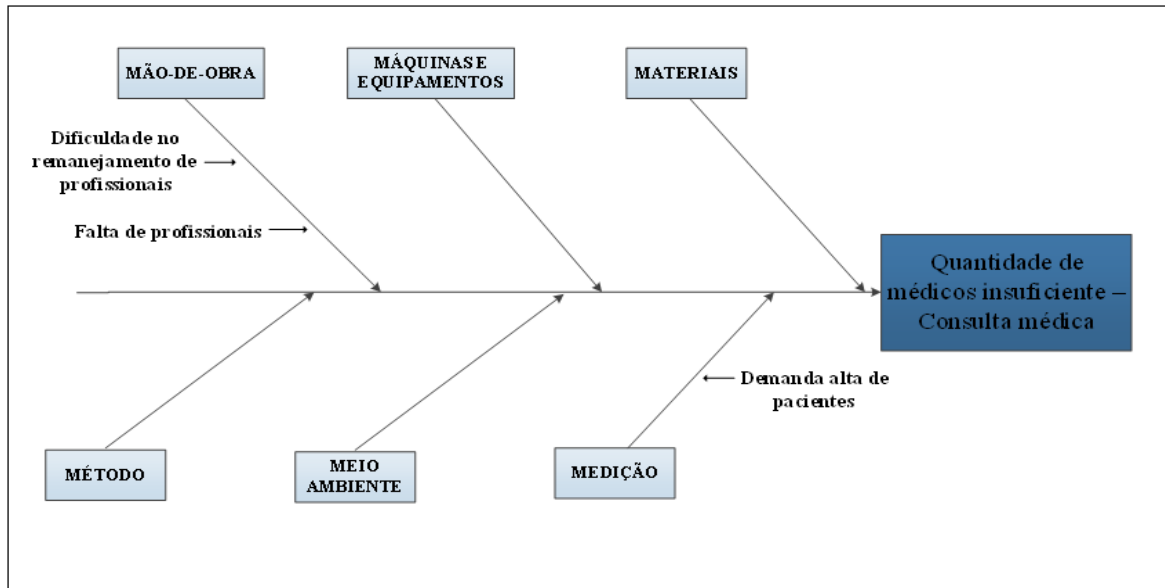 MÃO-DE-OBRA
MÁQUINAS E
EQUIPAMENTOS
MATERIAIS
Dificuldade no
remanejamento de
profissionais
Falta de profissionais
Quantidade de
médicos insuficiente –
Consulta médica
Demanda alta de
pacientes
MÉTODO
MEIO
AMBIENTE
MEDIÇÃO